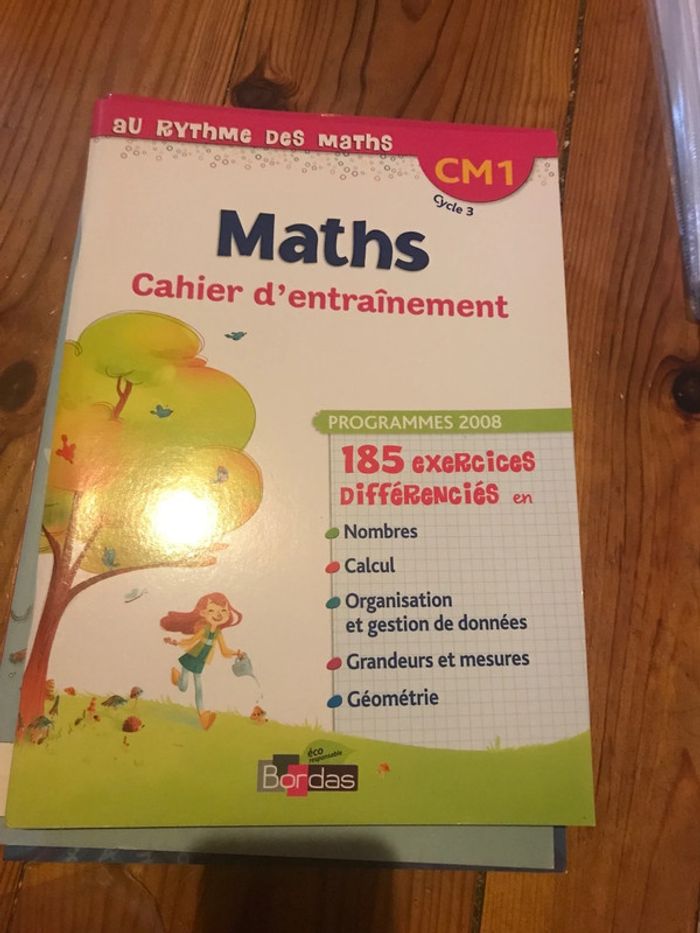 au rythme des maths
CM1
Cycle 3
Maths
Cahier d'entraînement
PROGRAMMES 2008
185 exercices
différenciés en
Nombres
Calcul
Organisation
et gestion de données
Grandeurs et mesures
Géométrie
éco
responsable
Bordas